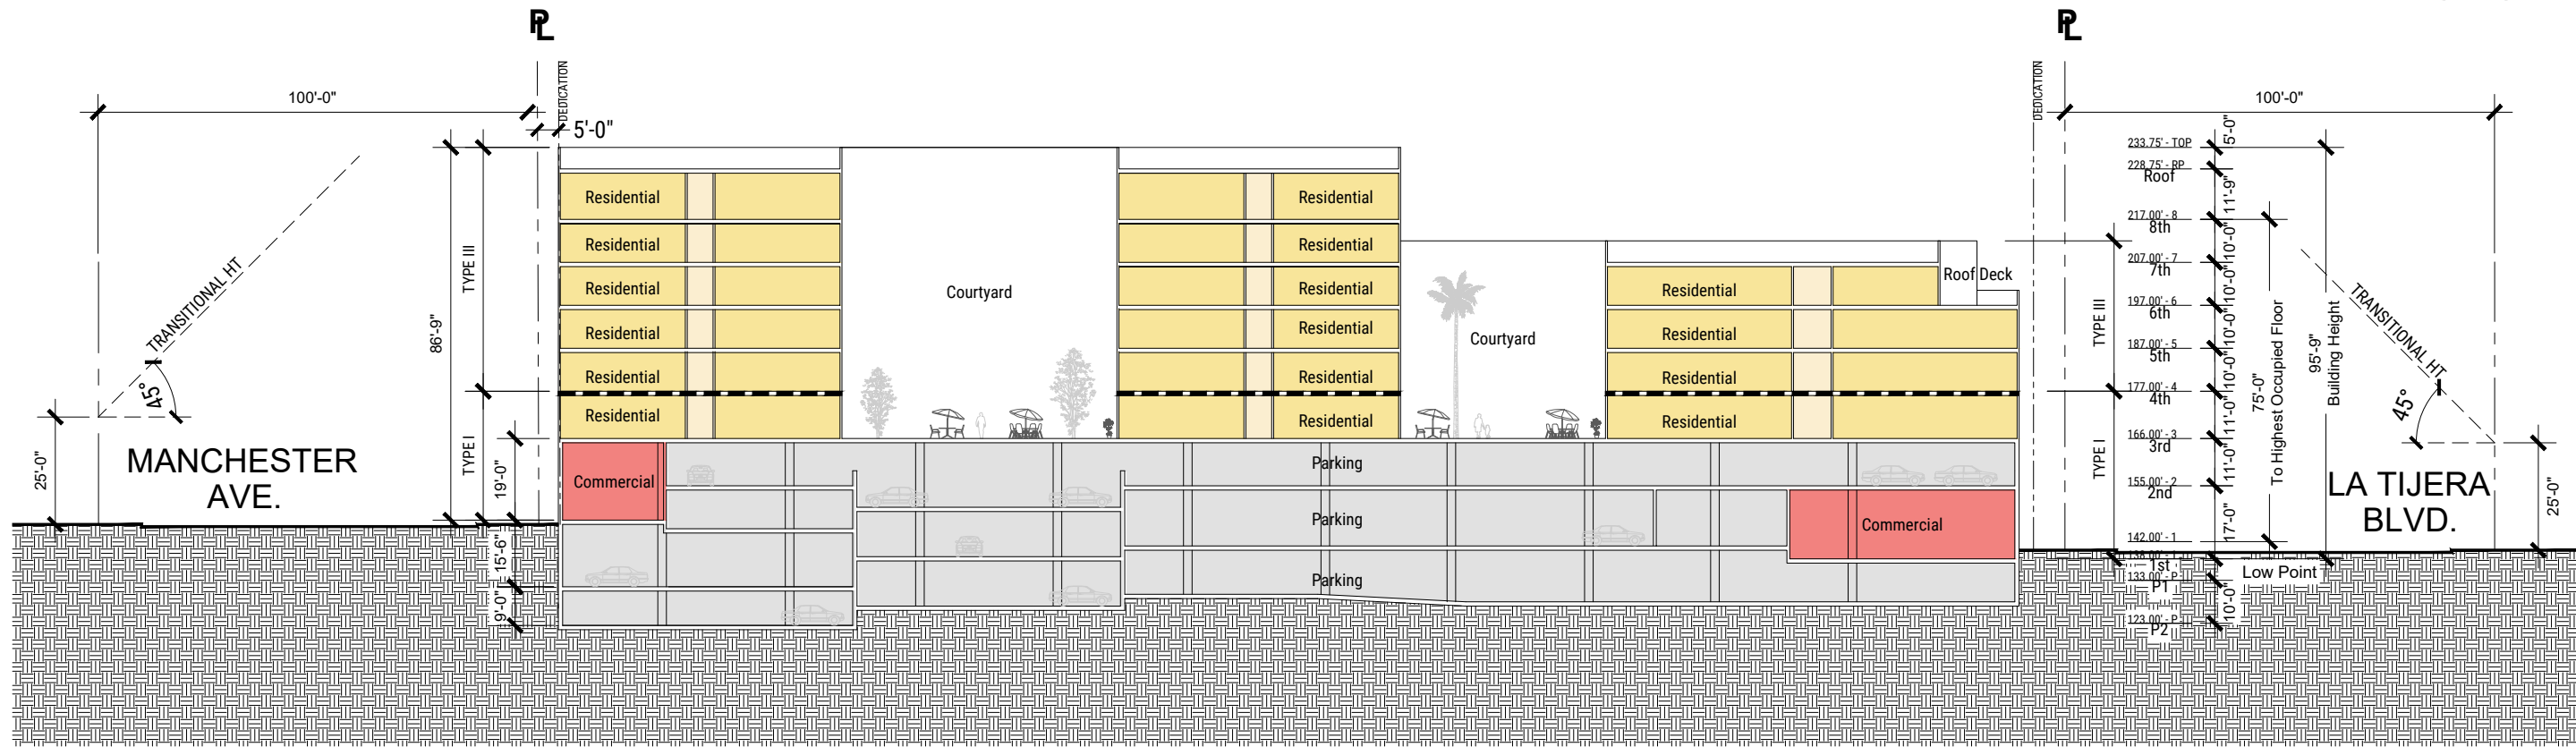 PL
PL
DEDICATION
DEDICATION
100'-0"
100'-0"
5'-0"
TRANSITIONAL HT
45°
25'-0"
MANCHESTER
AVE.
86'-9"
TYPE III
TYPE I
19'-0"
15'-6"
9'-0"
Residential
Residential
Residential
Residential
Residential
Residential
Commercial
Courtyard
Residential
Residential
Residential
Residential
Residential
Residential
Courtyard
Roof Deck
Residential
Residential
Residential
Residential
Parking
Parking
Parking
Commercial
TYPE III
TYPE I
233.75' - TOP
228.75' - RP
Roof
217.00' - 8
8th
207.00' - 7
7th
197.00' - 6
6th
187.00' - 5
5th
177.00' - 4
4th
166.00' - 3
3rd
155.00' - 2
2nd
142.00' - 1
1st
133.00' - P
P1
123.00' - P
P2
5'-0"
11'-9"
10'-0"
10'-0"
10'-0"
10'-0"
10'-0"
11'-0"
11'-0"
17'-0"
10'-0"
75'-0"
To Highest Occupied Floor
95'-9"
Building Height
Low Point
TRANSITIONAL HT
45°
LA TIJERA
BLVD.
25'-0"